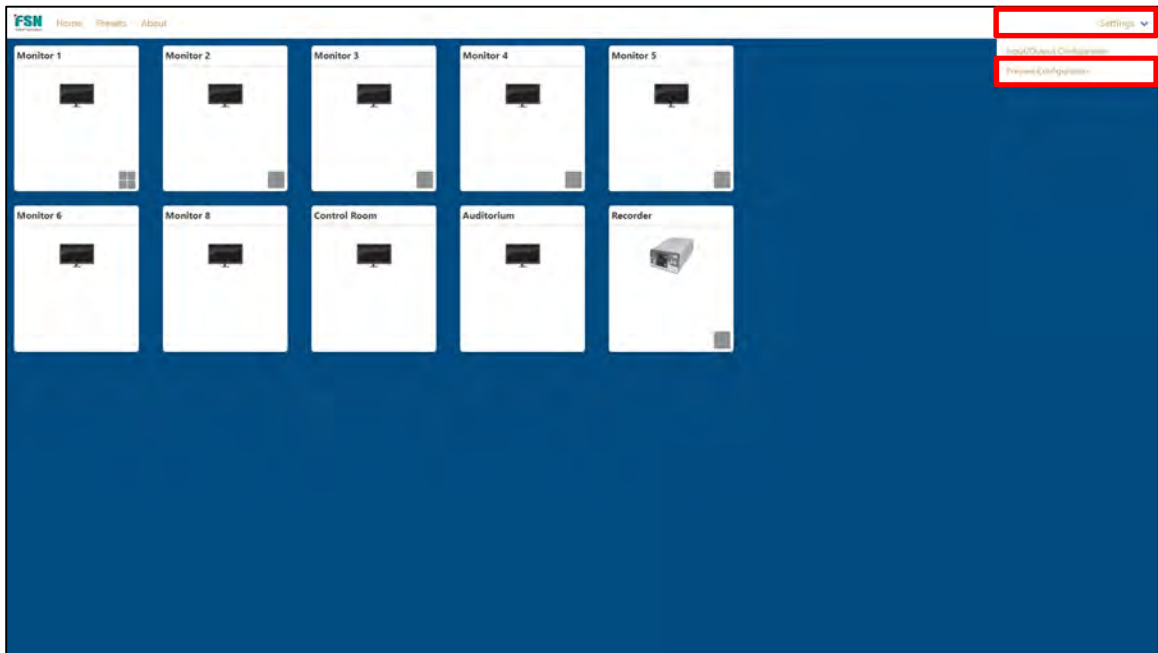 FSN Home Presets About Settings
Input/Output Configuration
Preview Configuration
Monitor 1 Monitor 2 Monitor 3 Monitor 4 Monitor 5
Monitor 6 Monitor 8 Control Room Auditorium Recorder